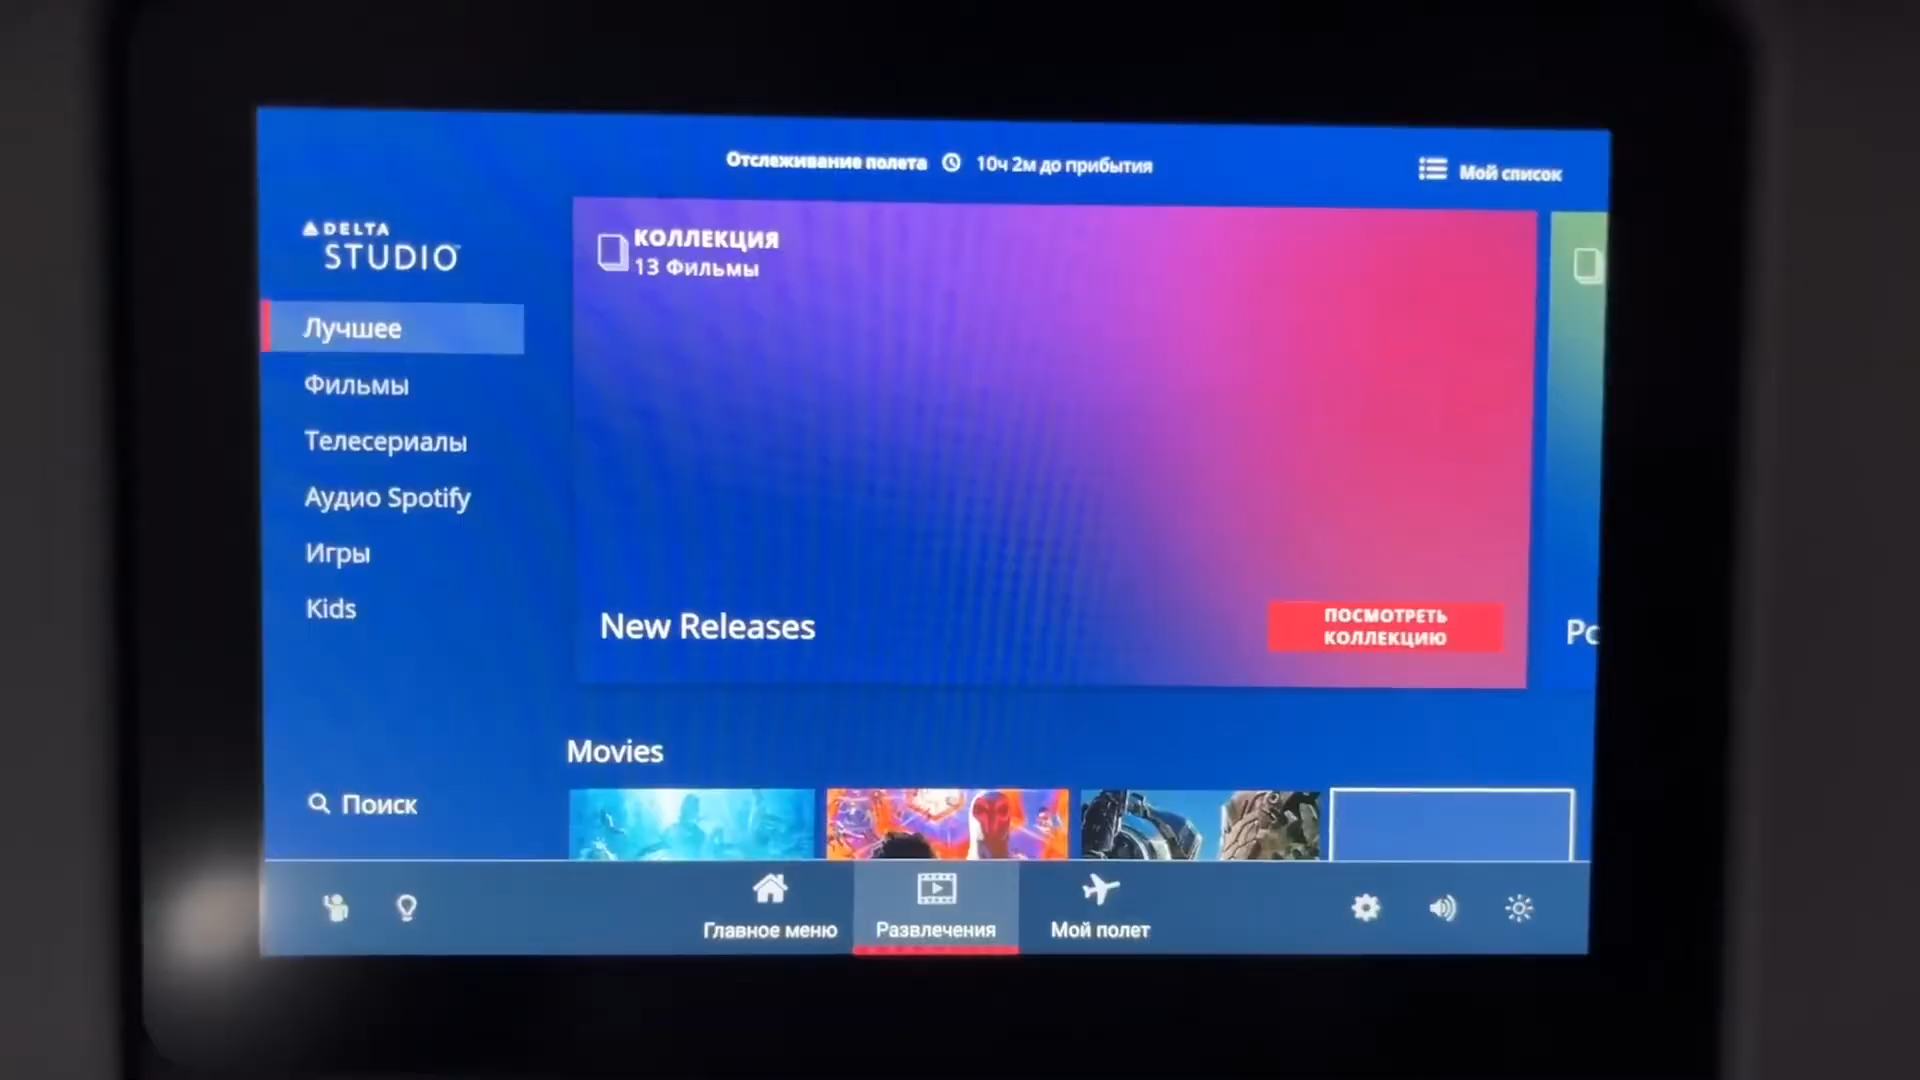 Отслеживание полета 10ч 2м до прибытия
Мой список
DELTA
STUDIO
Лучшее
Фильмы
Телесериалы
Аудио Spotify
Игры
Kids
Поиск
КОЛЛЕКЦИЯ
13 Фильмы
New Releases
ПОСМОТРЕТЬ
КОЛЛЕКЦИЮ
Movies
Главное меню
Развлечения
Мой полет